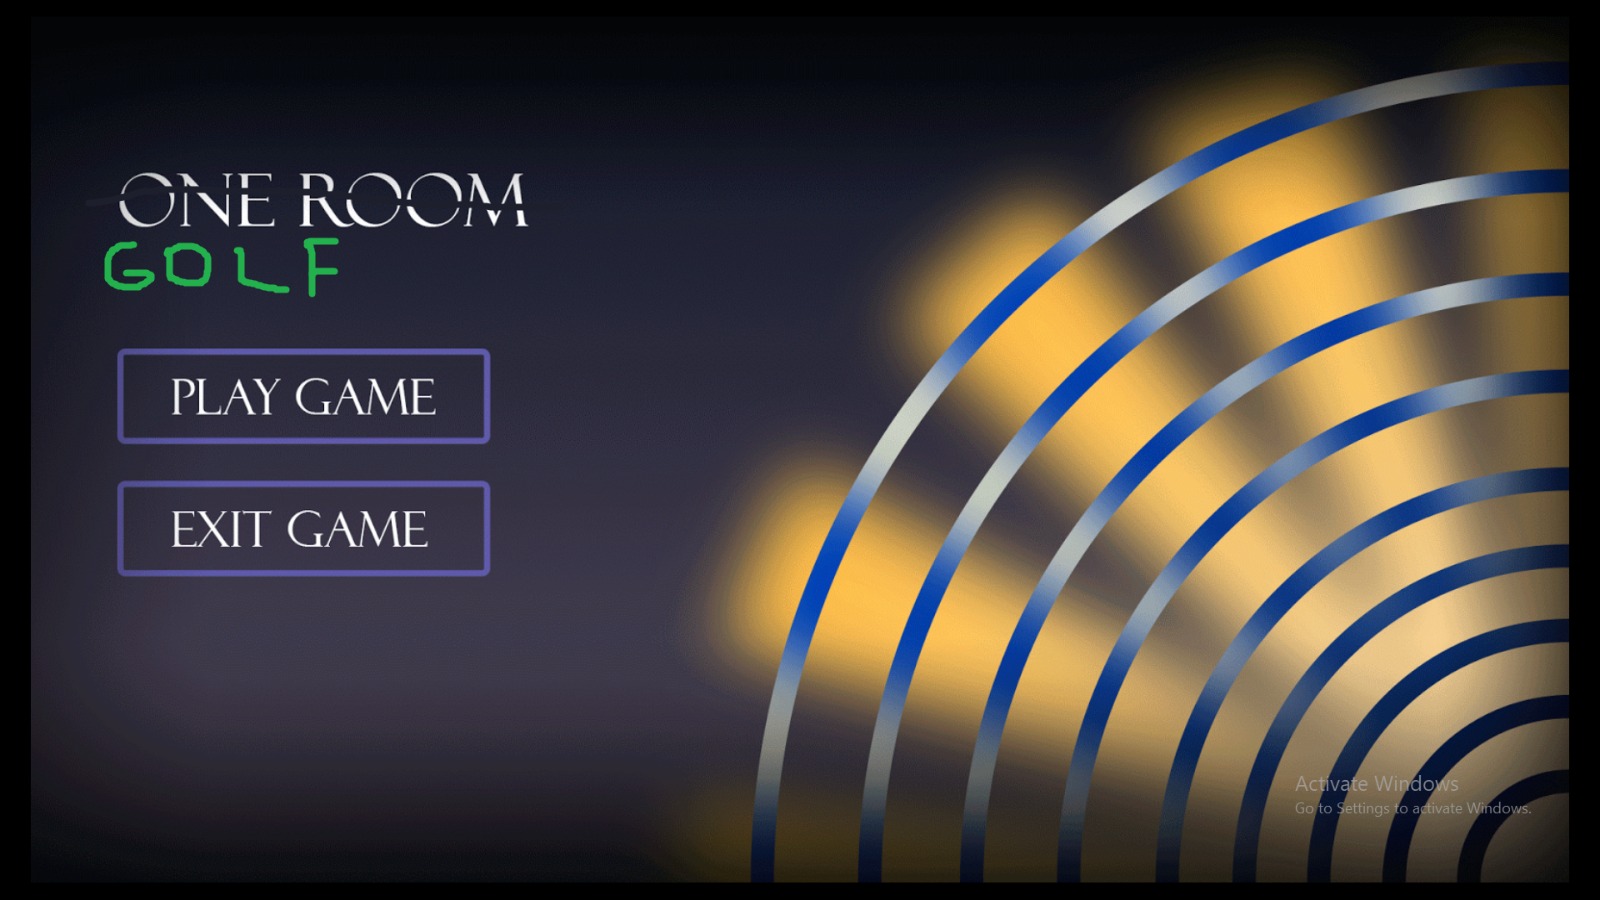 ONE ROOM
GOLF
PLAY GAME
EXIT GAME
Activate Windows
Go to Settings to activate Windows.